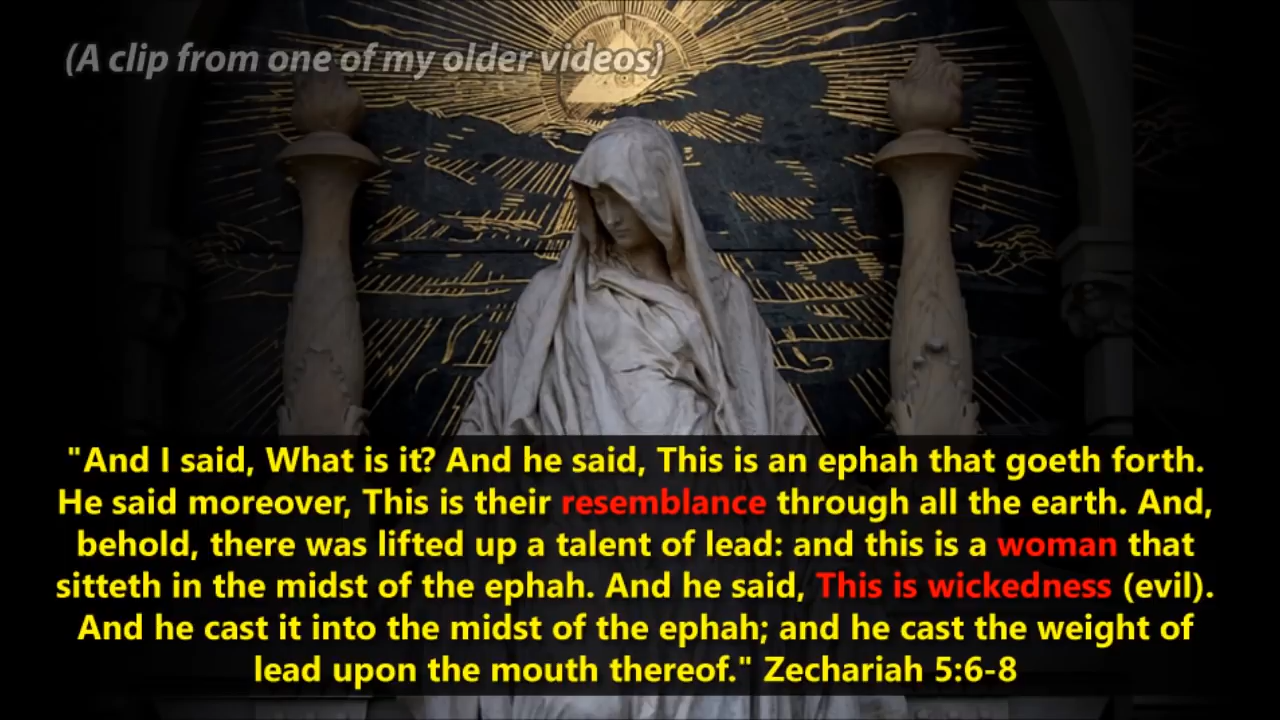 (A clip from one of my older videos)
"And I said, What is it? And he said, This is an ephah that goeth forth.
He said moreover, This is their resemblance through all the earth. And,
behold, there was lifted up a talent of lead: and this is a woman that
sitteth in the midst of the ephah. And he said, This is wickedness (evil).
And he cast it into the midst of the ephah; and he cast the weight of
lead upon the mouth thereof." Zechariah 5:6-8